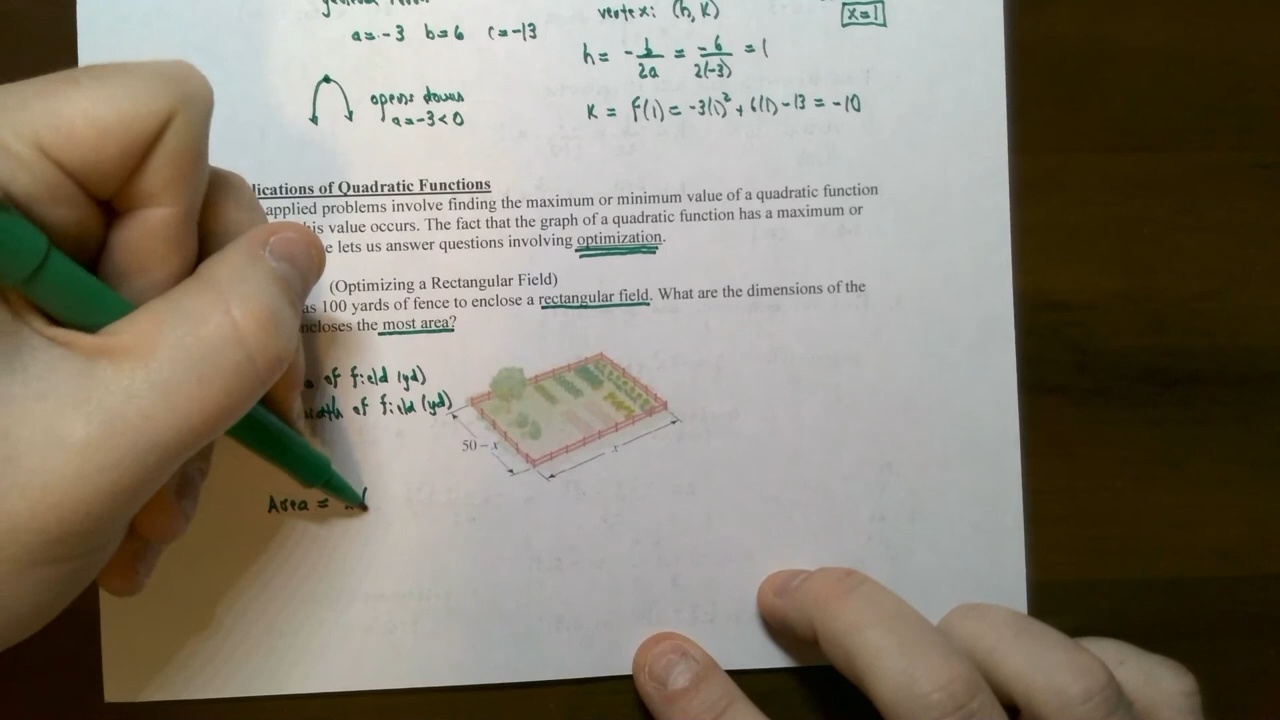 vertex: (h, k)
x=1
a=-3 b=6 c=-13
h = -b/2a = -6/2(-3) = 1
opens down
a=-3<0
K = f(1) = -3(1)² + 6(1) - 13 = -10
lications of Quadratic Functions
applied problems involve finding the maximum or minimum value of a quadratic function
his value occurs. The fact that the graph of a quadratic function has a maximum or
e lets us answer questions involving optimization.
(Optimizing a Rectangular Field)
as 100 yards of fence to enclose a rectangular field. What are the dimensions of the
ncloses the most area?
of field (yd)
of field (yd)
50 – x
x
Area = x(